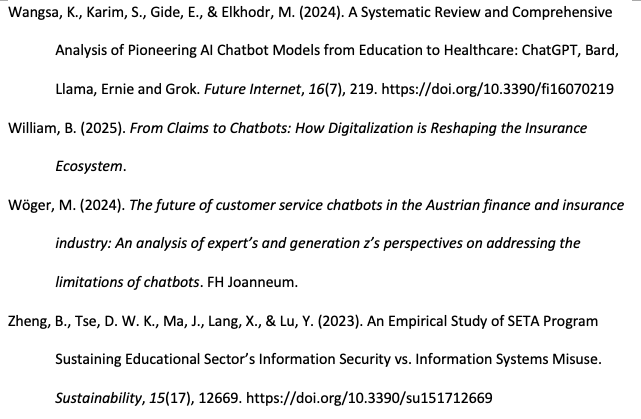 Wangsa, K., Karim, S., Gide, E., & Elkhodr, M. (2024). A Systematic Review and Comprehensive
Analysis of Pioneering AI Chatbot Models from Education to Healthcare: ChatGPT, Bard,
Llama, Ernie and Grok. Future Internet, 16(7), 219. https://doi.org/10.3390/fi16070219
William, B. (2025). From Claims to Chatbots: How Digitalization is Reshaping the Insurance
Ecosystem.
Wöger, M. (2024). The future of customer service chatbots in the Austrian finance and insurance
industry: An analysis of expert's and generation z's perspectives on addressing the
limitations of chatbots. FH Joanneum.
Zheng, B., Tse, D. W. K., Ma, J., Lang, X., & Lu, Y. (2023). An Empirical Study of SETA Program
Sustaining Educational Sector's Information Security vs. Information Systems Misuse.
Sustainability, 15(17), 12669. https://doi.org/10.3390/su151712669